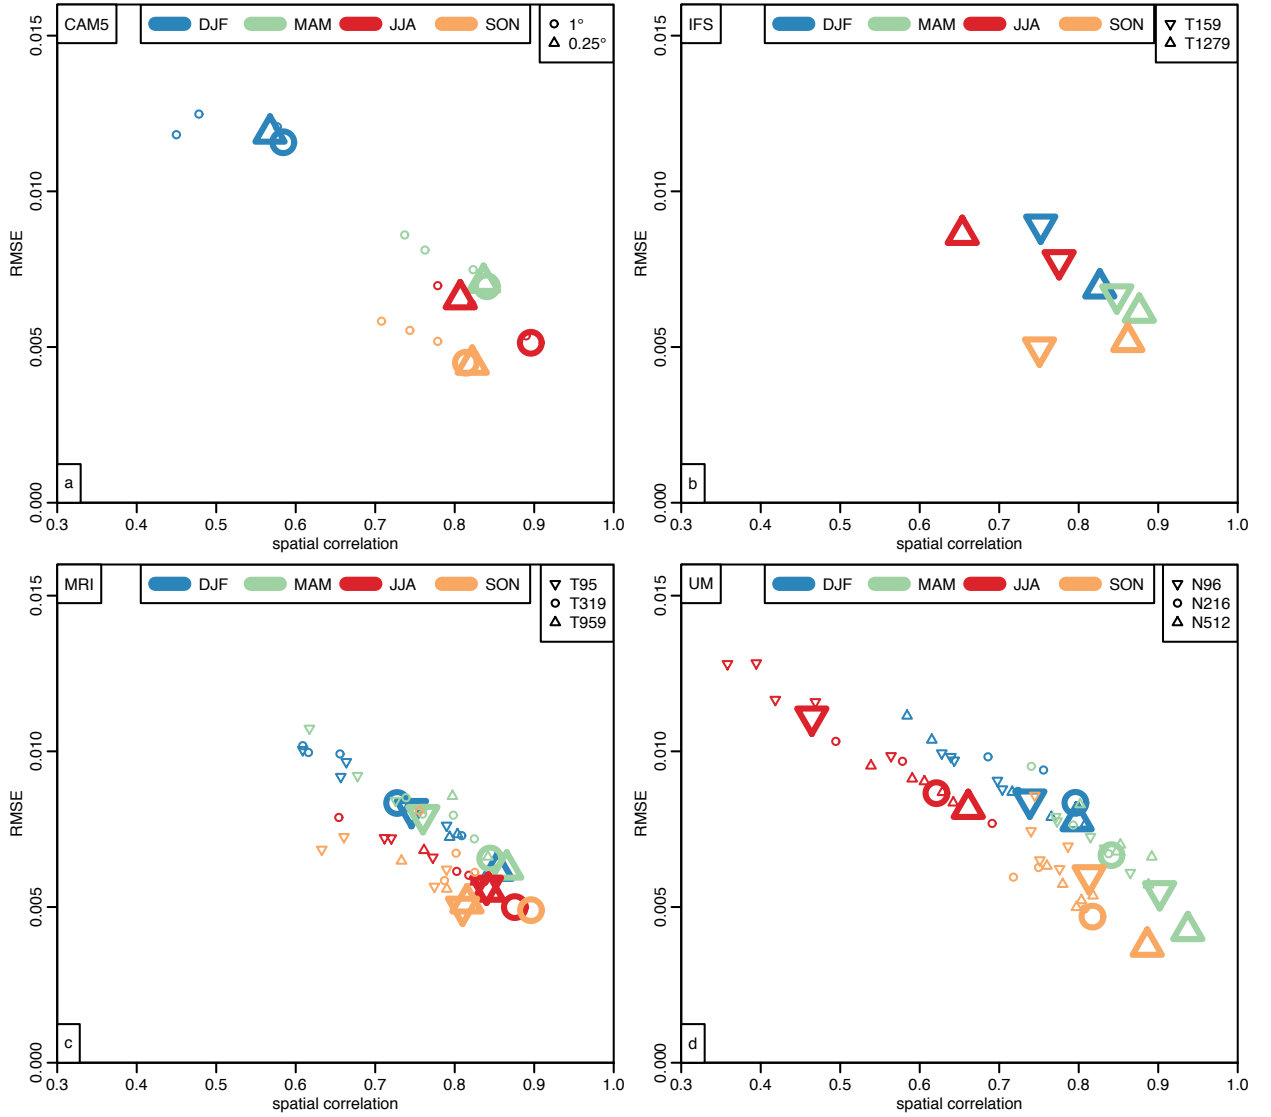 CAM5
DJF MAM JJA SON
1°
0.25°
0.015
0.010
0.005
0.000
RMSE
0.3 0.4 0.5 0.6 0.7 0.8 0.9 1.0
spatial correlation
a
IFS
DJF MAM JJA SON
T159
T1279
0.015
0.010
0.005
0.000
RMSE
0.3 0.4 0.5 0.6 0.7 0.8 0.9 1.0
spatial correlation
b
MRI
DJF MAM JJA SON
T95
T319
T959
0.015
0.010
0.005
0.000
RMSE
0.3 0.4 0.5 0.6 0.7 0.8 0.9 1.0
spatial correlation
c
UM
DJF MAM JJA SON
N96
N216
N512
0.015
0.010
0.005
0.000
RMSE
0.3 0.4 0.5 0.6 0.7 0.8 0.9 1.0
spatial correlation
d